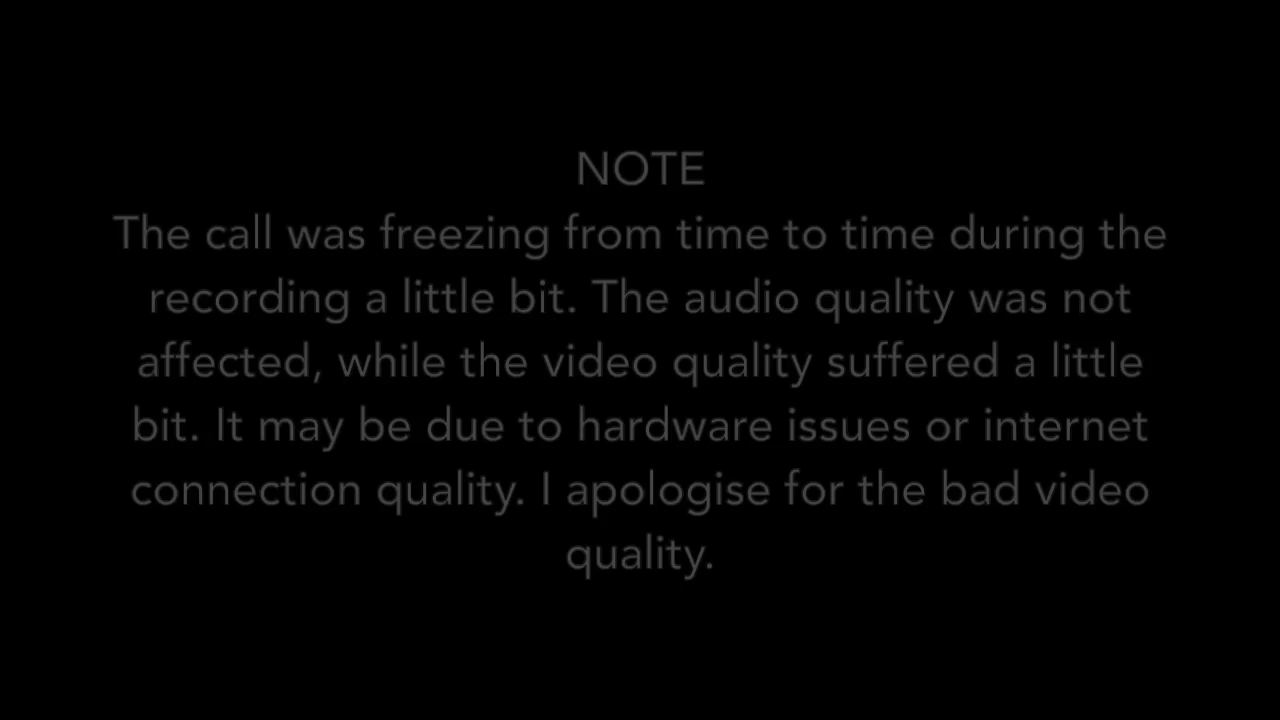 NOTE
The call was freezing from time to time during the
recording a little bit. The audio quality was not
affected, while the video quality suffered a little
bit. It may be due to hardware issues or internet
connection quality. I apologise for the bad video
quality.